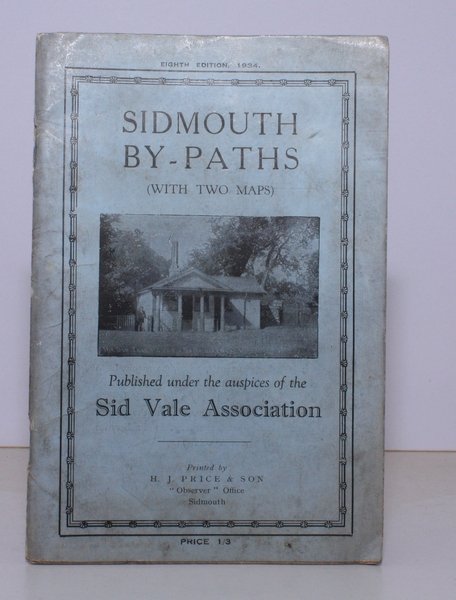 EIGHTH EDITION, 1934.
SIDMOUTH
BY-PATHS
(WITH TWO MAPS)
Published under the auspices of the
Sid Vale Association
Printed by
H. J. PRICE & SON
"Observer" Office
Sidmouth
PRICE 1/3